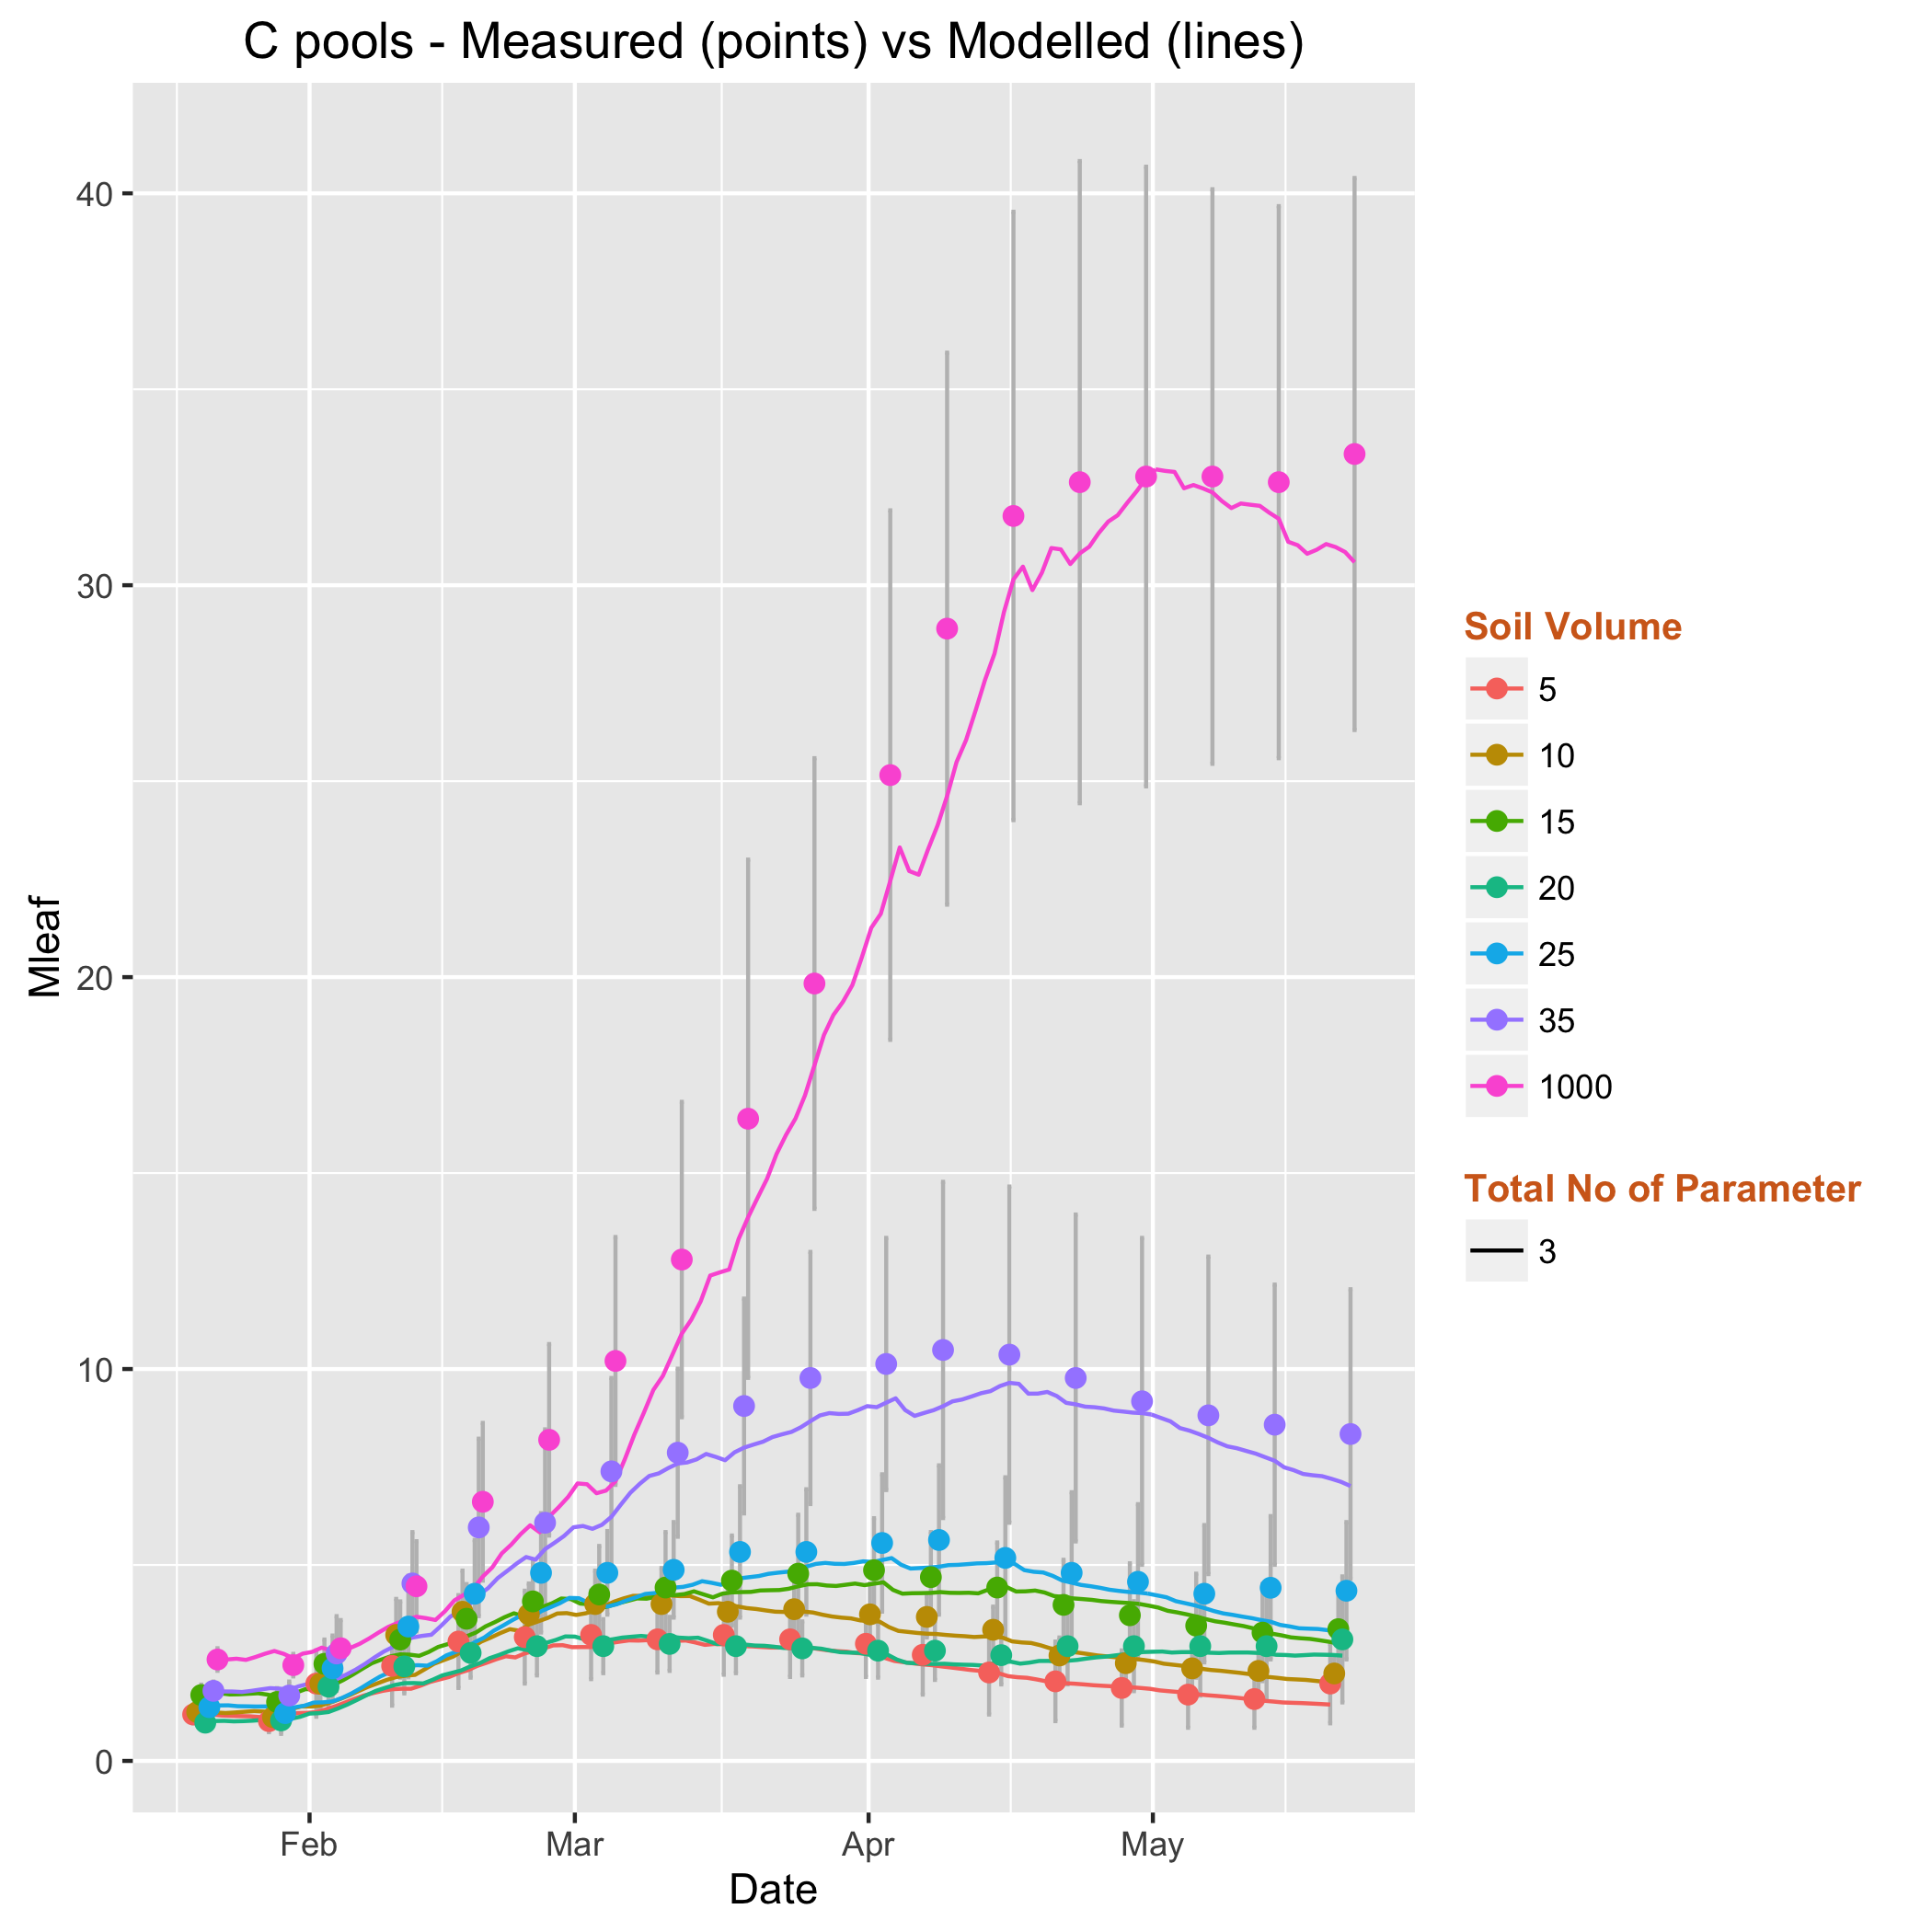 C pools - Measured (points) vs Modelled (lines)
Mleaf
40
30
20
10
0
Feb Mar Apr May
Date
Soil Volume
5
10
15
20
25
35
1000
Total No of Parameter
3